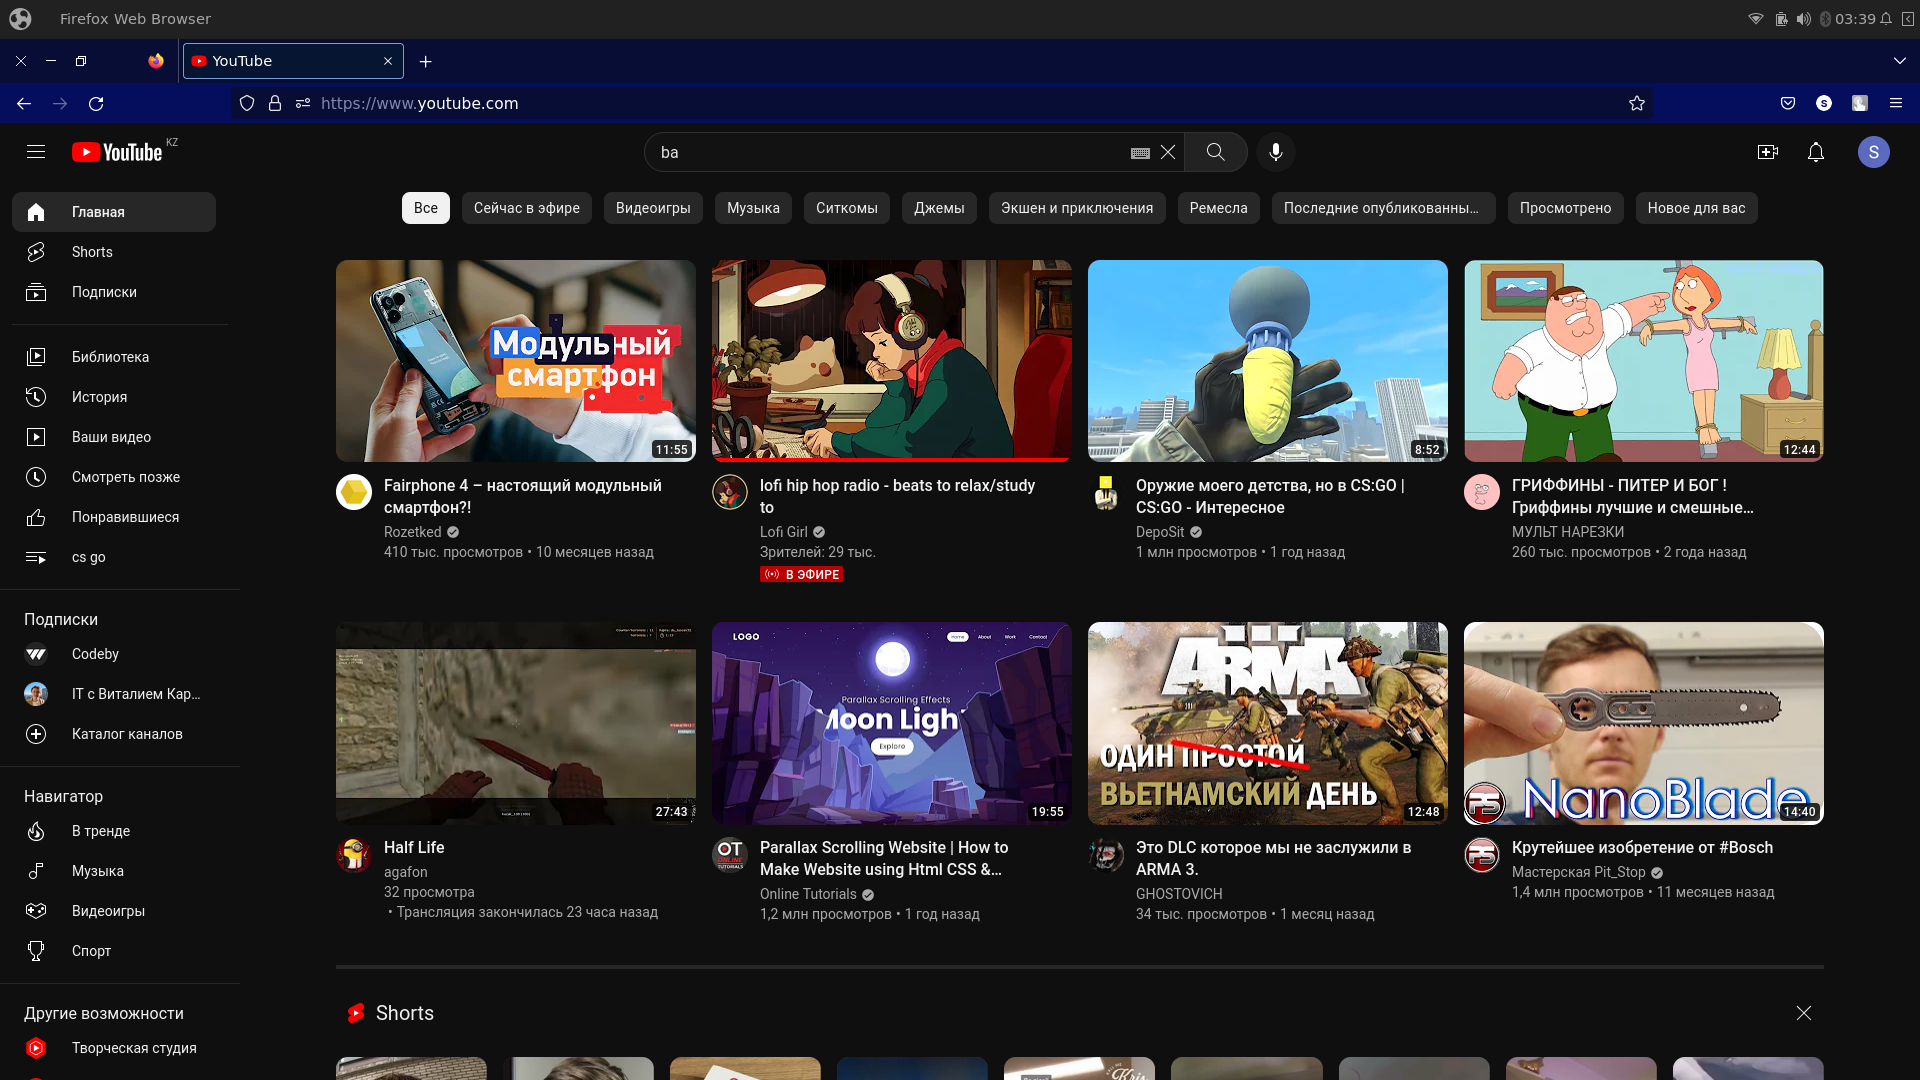 Firefox Web Browser
03:39
YouTube
https://www.youtube.com
YouTube KZ
ba
S
Все
Сейчас в эфире
Видеоигры
Музыка
Ситкомы
Джемы
Экшен и приключения
Ремесла
Последние опубликованны...
Просмотрено
Новое для вас
Главная
Shorts
Подписки
Библиотека
История
Ваши видео
Смотреть позже
Понравившиеся
cs go
Подписки
Codeby
IT с Виталием Кар...
Каталог каналов
Навигатор
В тренде
Музыка
Видеоигры
Спорт
Другие возможности
Творческая студия
Модульный
смартфон
11:55
Fairphone 4 – настоящий модульный
смартфон?!
Rozetked
410 тыс. просмотров • 10 месяцев назад
lofi hip hop radio - beats to relax/study
to
Lofi Girl
Зрителей: 29 тыс.
В ЭФИРЕ
8:52
Оружие моего детства, но в CS:GO |
CS:GO - Интересное
DepoSit
1 млн просмотров • 1 год назад
12:44
ГРИФФИНЫ - ПИТЕР И БОГ !
Гриффины лучшие и смешные...
МУЛЬТ НАРЕЗКИ
260 тыс. просмотров • 2 года назад
27:43
Half Life
agafon
32 просмотра
• Трансляция закончилась 23 часа назад
LOGO
Home
About
Work
Contact
Parallax Scrolling Effects
Moon Ligh
Explore
19:55
OT
ONLINE
TUTORIALS
Parallax Scrolling Website | How to
Make Website using Html CSS &...
Online Tutorials
1,2 млн просмотров • 1 год назад
ARMA
ОДИН ПРОСТОЙ
ВЬЕТНАМСКИЙ ДЕНЬ
12:48
Это DLC которое мы не заслужили в
ARMA 3.
GHOSTOVICH
34 тыс. просмотров • 1 месяц назад
PS
NanoBlade
14:40
PS
Крутейшее изобретение от #Bosch
Мастерская Pit_Stop
1,4 млн просмотров • 11 месяцев назад
Shorts
Kris